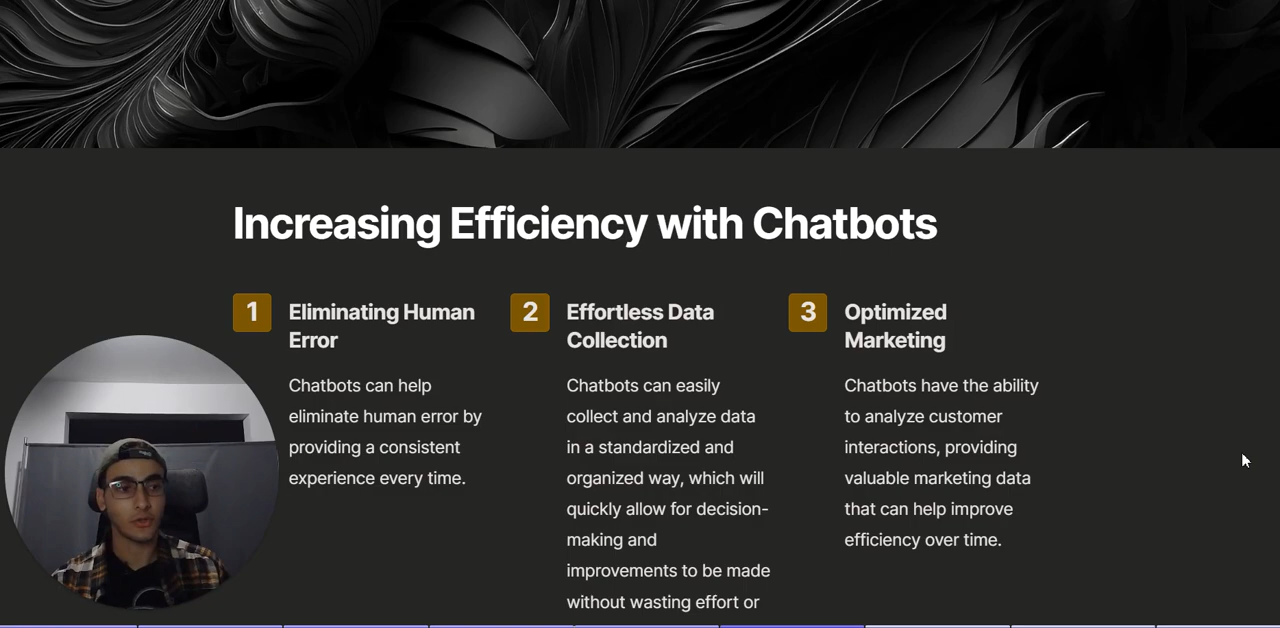 Increasing Efficiency with Chatbots
1
Eliminating Human
Error
Chatbots can help
eliminate human error by
providing a consistent
experience every time.
2
Effortless Data
Collection
Chatbots can easily
collect and analyze data
in a standardized and
organized way, which will
quickly allow for decision-
making and
improvements to be made
without wasting effort or
3
Optimized
Marketing
Chatbots have the ability
to analyze customer
interactions, providing
valuable marketing data
that can help improve
efficiency over time.